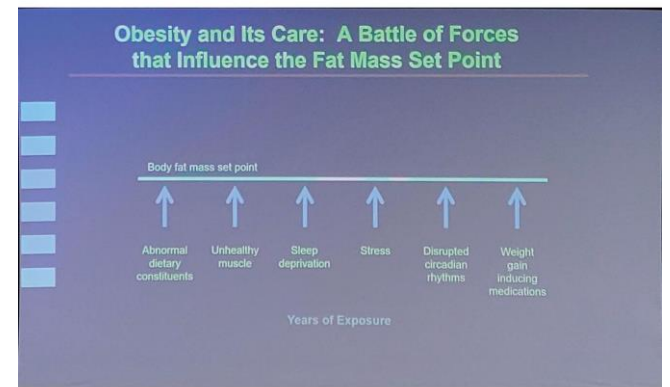 Obesity and Its Care: A Battle of Forces
that Influence the Fat Mass Set Point
Body fat mass set point
Abnormal
dietary
constituents
Unhealthy
muscle
Sleep
deprivation
Stress
Disrupted
circadian
rhythms
Weight
gain
inducing
medications
Years of Exposure